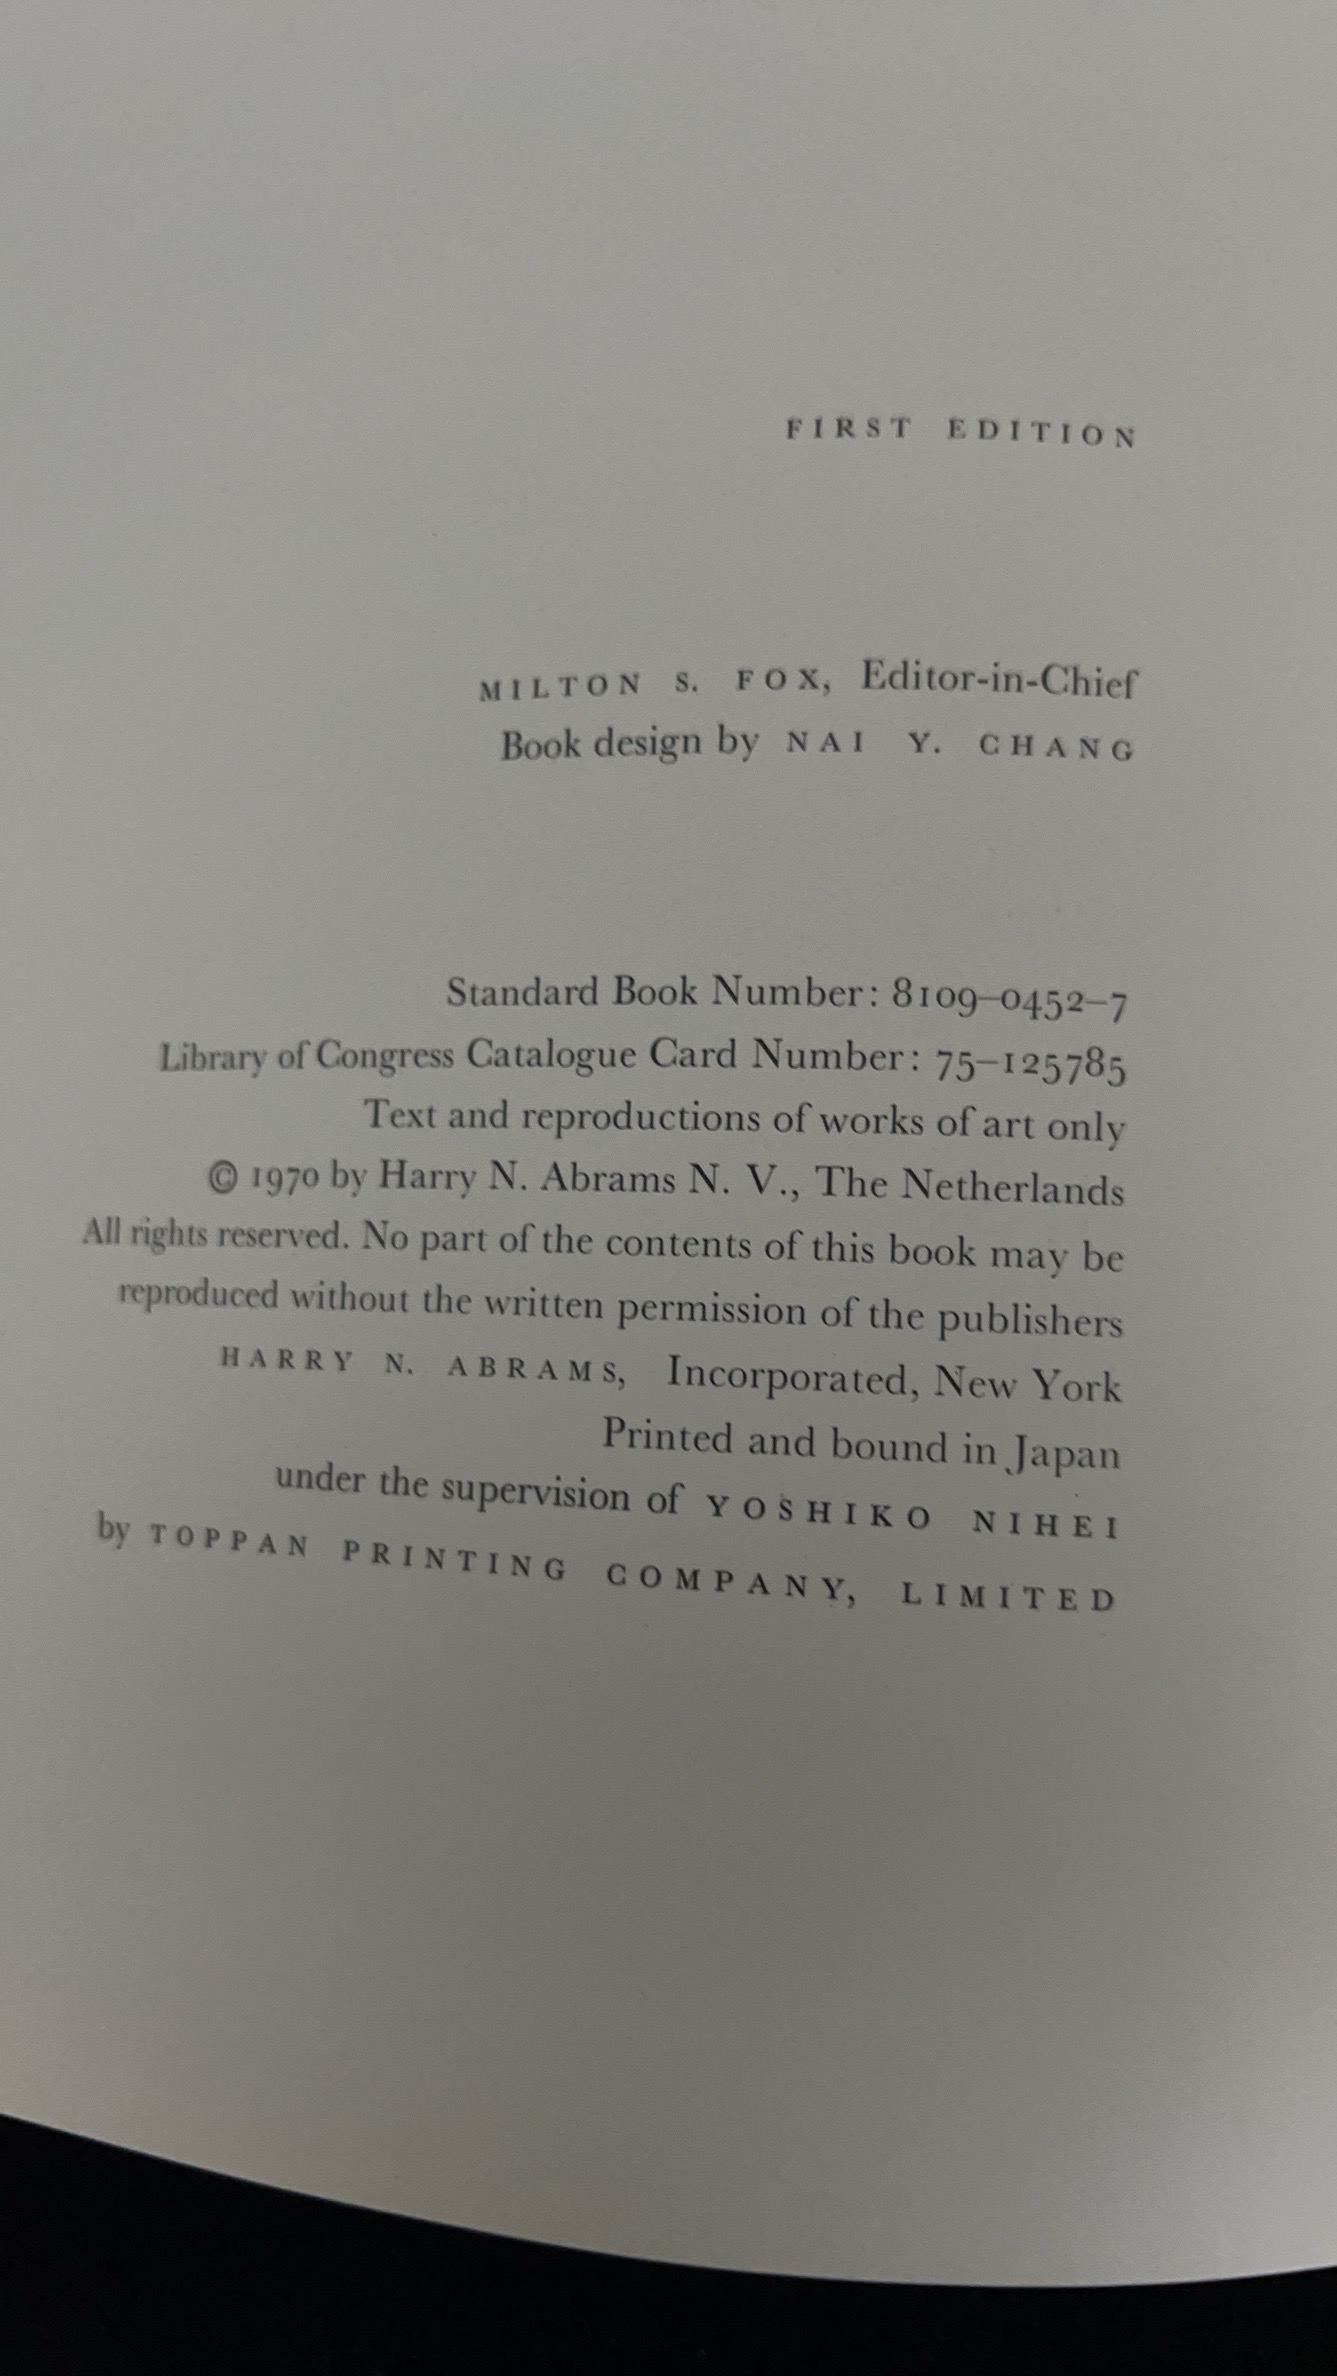 FIRST EDITION
MILTON S. FOX, Editor-in-Chief
Book design by NAI Y. CHANG
Standard Book Number: 8109–0452–7
Library of Congress Catalogue Card Number: 75–125785
Text and reproductions of works of art only
© 1970 by Harry N. Abrams N. V., The Netherlands
All rights reserved. No part of the contents of this book may be
reproduced without the written permission of the publishers
HARRY N. ABRAMS, Incorporated, New York
Printed and bound in Japan
under the supervision of YOSHIKO NIHEI
by TOPPAN PRINTING COMPANY, LIMITED